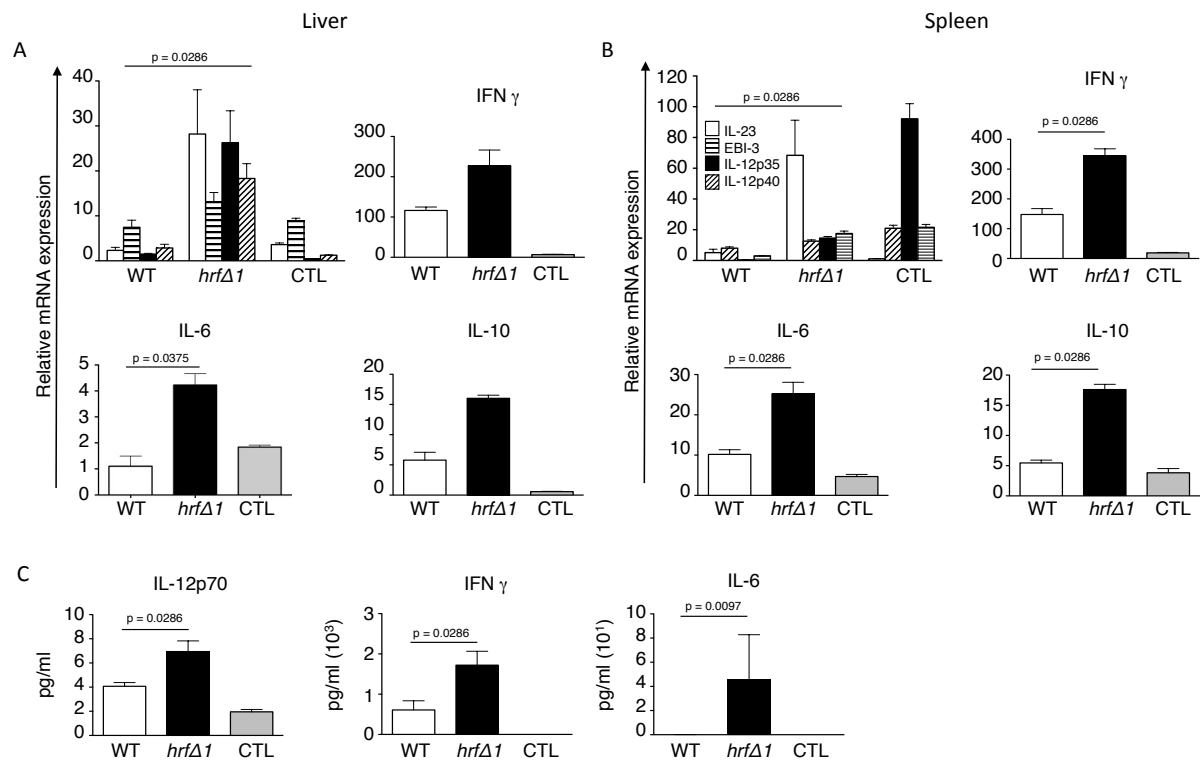 Liver
A
Relative mRNA expression
p = 0.0286
40
30
20
10
0
WT hrfΔ1 CTL
IFN γ
300
200
100
0
WT hrfΔ1 CTL
IL-6
p = 0.0375
5
4
3
2
1
0
WT hrfΔ1 CTL
IL-10
20
15
10
5
0
WT hrfΔ1 CTL
Spleen
B
Relative mRNA expression
p = 0.0286
120
100
80
60
40
20
0
IL-23
EBI-3
IL-12p35
IL-12p40
WT hrfΔ1 CTL
IFN γ
p = 0.0286
400
300
200
100
0
WT hrfΔ1 CTL
IL-6
p = 0.0286
30
20
10
0
WT hrfΔ1 CTL
IL-10
p = 0.0286
20
15
10
5
0
WT hrfΔ1 CTL
C
IL-12p70
p = 0.0286
pg/ml
10
8
6
4
2
0
WT hrfΔ1 CTL
IFN γ
p = 0.0286
pg/ml (10³)
3
2
1
0
WT hrfΔ1 CTL
IL-6
p = 0.0097
pg/ml (10¹)
10
8
6
4
2
0
WT hrfΔ1 CTL